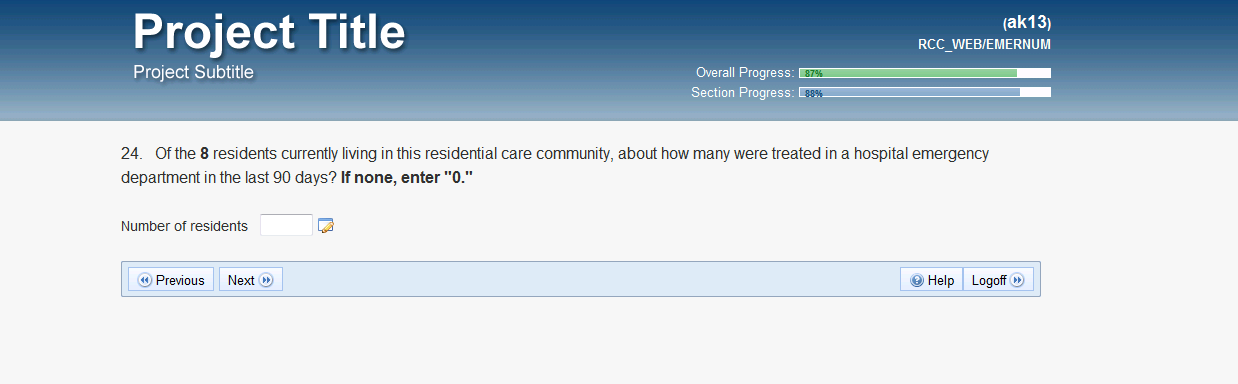 Project Title
Project Subtitle
(ak13)
RCC_WEB/EMERNUM
Overall Progress: 87%
Section Progress: 88%
24. Of the 8 residents currently living in this residential care community, about how many were treated in a hospital emergency
department in the last 90 days? If none, enter "0."
Number of residents
Previous Next Help Logoff